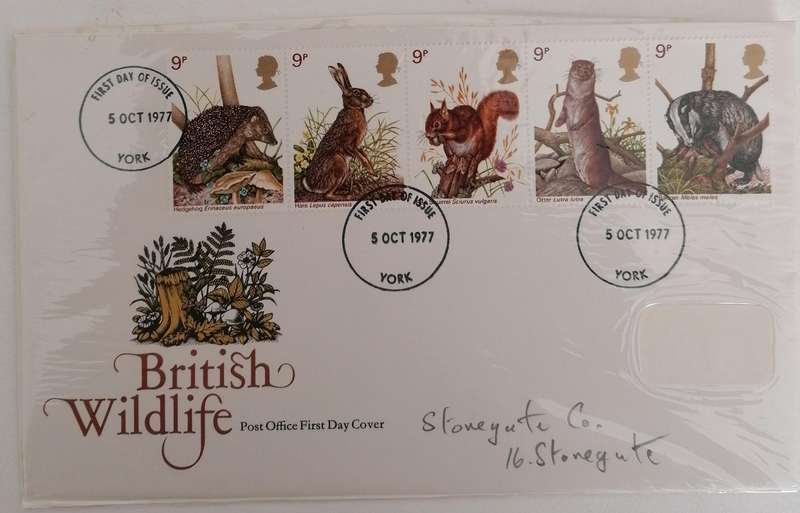 9P 9P 9P 9P 9P
FIRST DAY OF ISSUE
5 OCT 1977
YORK
Hedgehog Erinaceus europaeus
Hare Lepus capensis
Squirrel Sciurus vulgaris
Otter Lutra lutra
Meles meles
FIRST DAY OF ISSUE
5 OCT 1977
YORK
FIRST DAY OF ISSUE
5 OCT 1977
YORK
British
Wildlife
Post Office First Day Cover
Stonegate Co.
16. Stonegate